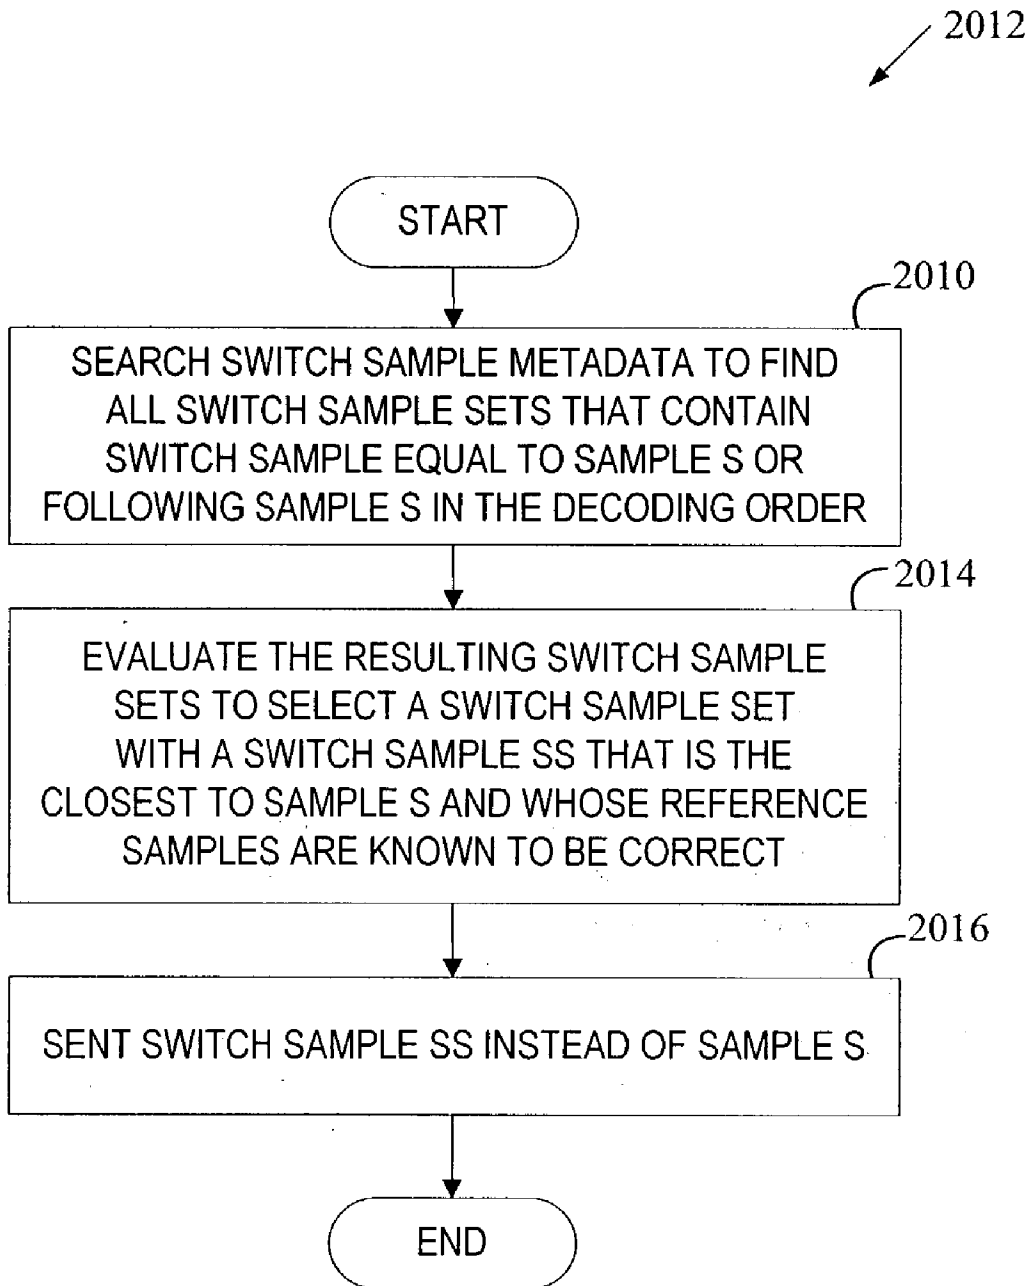 2012
START
2010
SEARCH SWITCH SAMPLE METADATA TO FIND
ALL SWITCH SAMPLE SETS THAT CONTAIN
SWITCH SAMPLE EQUAL TO SAMPLE S OR
FOLLOWING SAMPLE S IN THE DECODING ORDER
2014
EVALUATE THE RESULTING SWITCH SAMPLE
SETS TO SELECT A SWITCH SAMPLE SET
WITH A SWITCH SAMPLE SS THAT IS THE
CLOSEST TO SAMPLE S AND WHOSE REFERENCE
SAMPLES ARE KNOWN TO BE CORRECT
2016
SENT SWITCH SAMPLE SS INSTEAD OF SAMPLE S
END